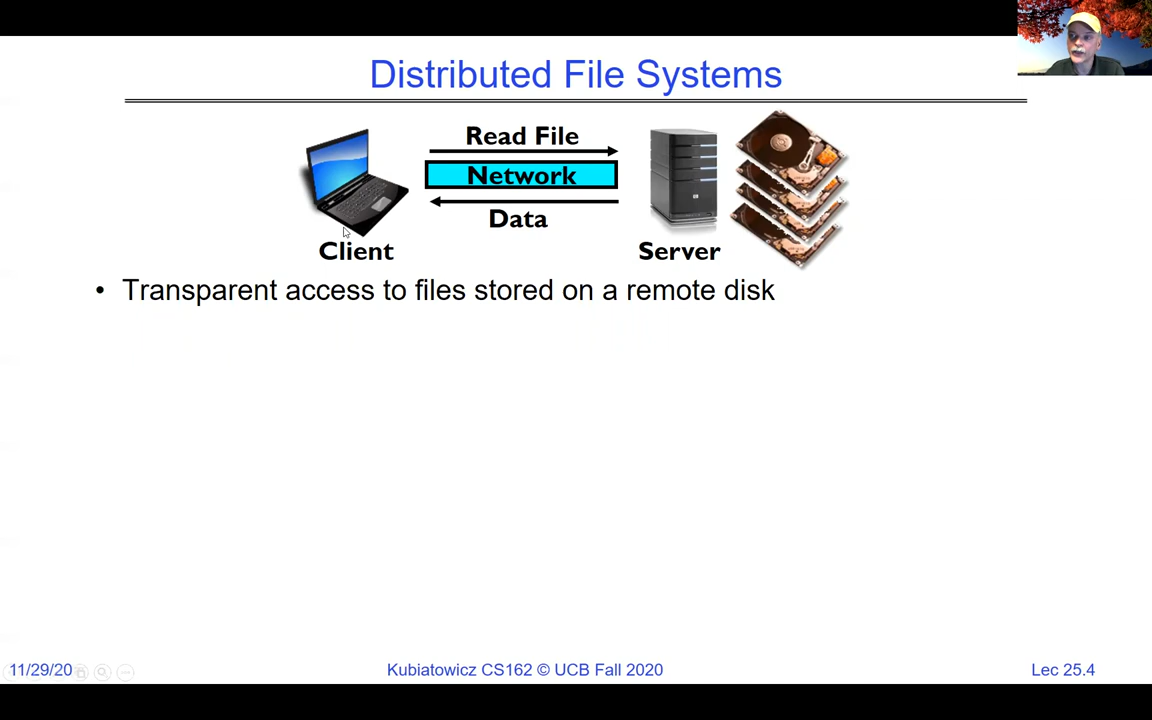 Distributed File Systems
Read File
Network
Data
Client
Server
• Transparent access to files stored on a remote disk
11/29/20
Kubiatowicz CS162 © UCB Fall 2020
Lec 25.4